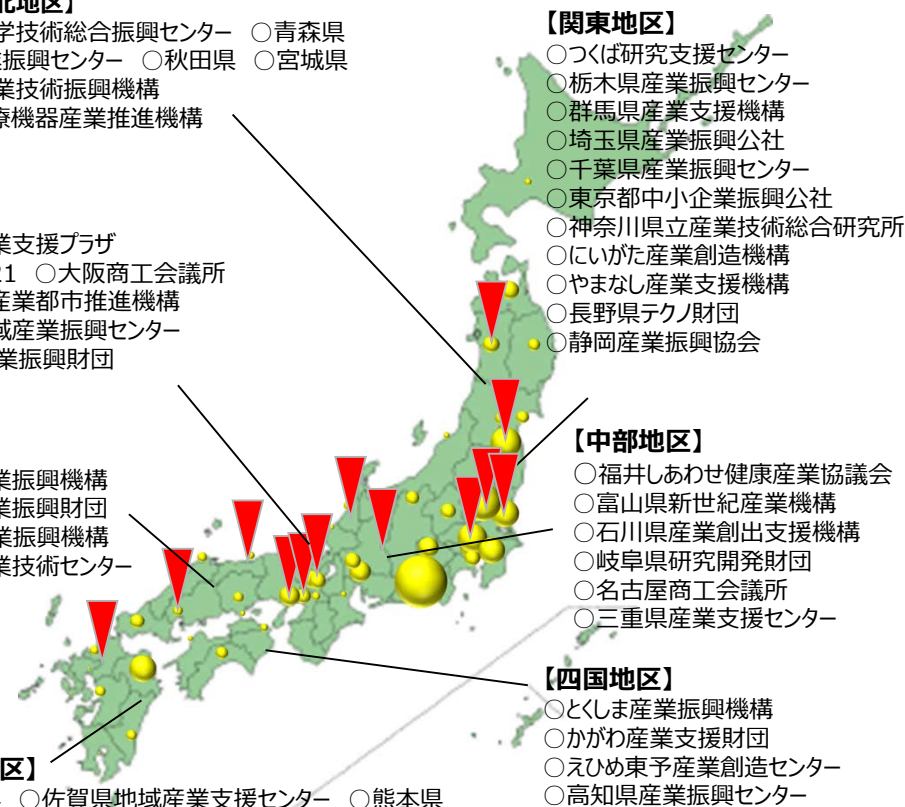 北地区】
学技術総合振興センター ○青森県
業振興センター ○秋田県 ○宮城県
業技術振興機構
療機器産業推進機構
業支援プラザ
21 ○大阪商工会議所
産業都市推進機構
域産業振興センター
業振興財団
業振興機構
業振興財団
業振興機構
業技術センター
区】
○佐賀県地域産業支援センター ○熊本県
【関東地区】
○つくば研究支援センター
○栃木県産業振興センター
○群馬県産業支援機構
○埼玉県産業振興公社
○千葉県産業振興センター
○東京都中小企業振興公社
○神奈川県立産業技術総合研究所
○にいがた産業創造機構
○やまなし産業支援機構
○長野県テクノ財団
○静岡産業振興協会
【中部地区】
○福井しあわせ健康産業協議会
○富山県新世紀産業機構
○石川県産業創出支援機構
○岐阜県研究開発財団
○名古屋商工会議所
○三重県産業支援センター
【四国地区】
○とくしま産業振興機構
○かがわ産業支援財団
○えひめ東予産業創造センター
○高知県産業振興センター